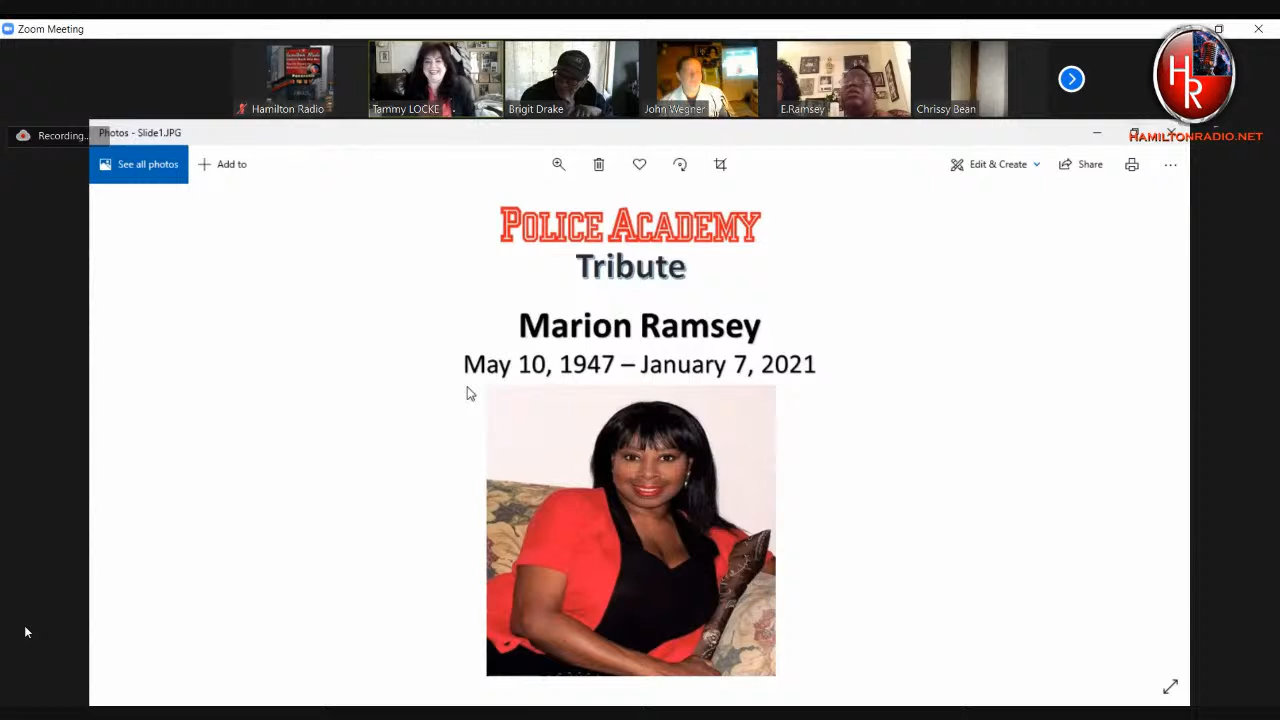 Zoom Meeting
Hamilton Radio
Tammy LOCKE
Brigit Drake
John Wegner
E.Ramsey
Chrissy Bean
HR
HAMILTONRADIO.NET
Recording...
Photos - Slide1.JPG
See all photos
Add to
Edit & Create
Share
POLICE ACADEMY
Tribute
Marion Ramsey
May 10, 1947 – January 7, 2021